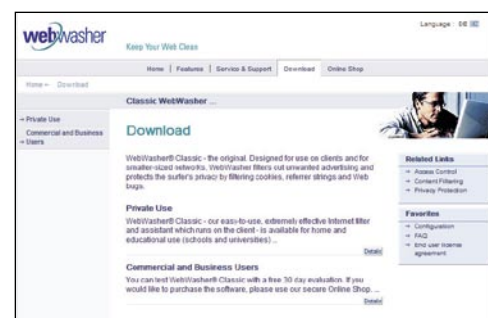 webwasher
Language: DE
Keep Your Web Clean
Home | Features | Service & Support | Download Online Shop
Home ← Download
Classic WebWasher ...
→ Private Use
Commercial and Business
→ Users
Download
WebWasher® Classic - the original. Designed for use on clients and for
smaller-sized networks, WebWasher filters out unwanted advertising and
protects the surfer's privacy by filtering cookies, referrer strings and Web
bugs.
Private Use
WebWasher® Classic - our easy-to-use, extremely effective Internet filter
and assistant which runs on the client - is available for home and
educational use (schools and universities) ...
Details
Commercial and Business Users
You can test WebWasher® Classic with a free 30 day evaluation. If you
would like to purchase the software, please use our secure Online Shop. ...
Details
Related Links
→ Access Control
→ Content Filtering
→ Privacy Protection
Favorites
→ Configuration
→ FAQ
→ End user license
agreement